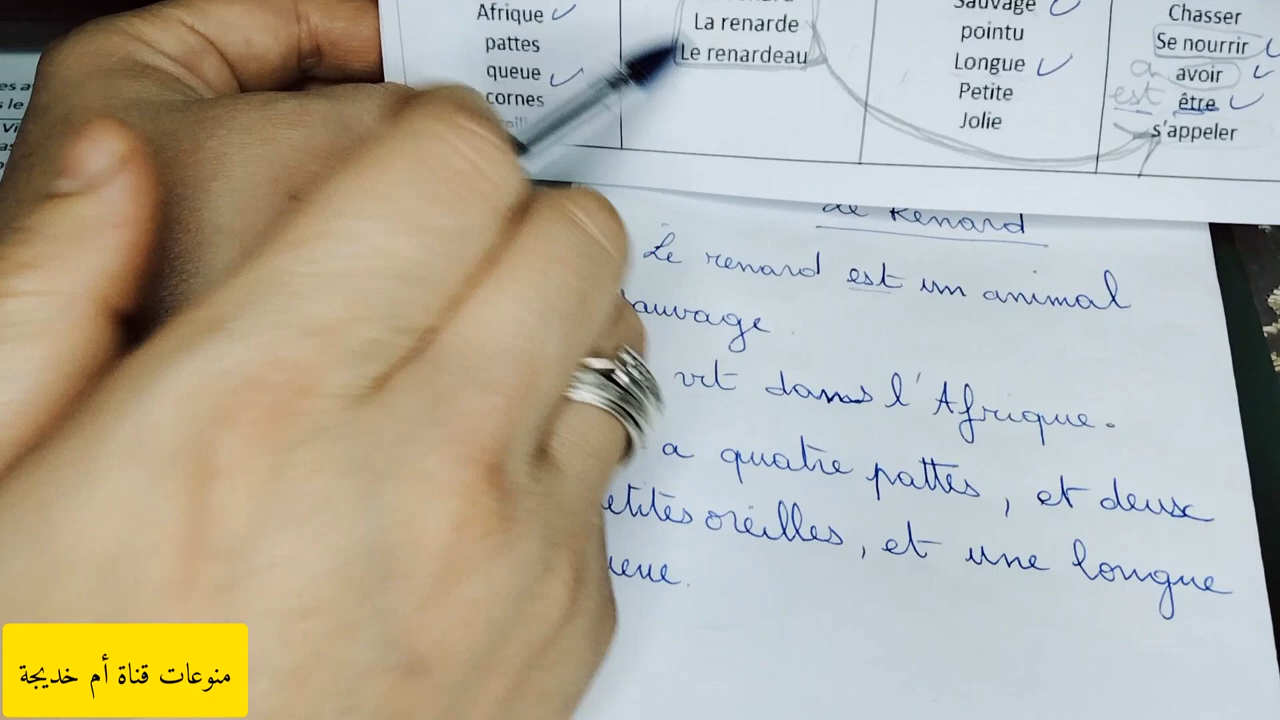 Afrique
pattes
queue
cornes
La renarde
Le renardeau
Sauvage
pointu
Longue
Petite
Jolie
Chasser
Se nourrir
a avoir
est être
s'appeler
de Renard
Le renard est un animal
sauvage
vit dans l'Afrique.
a quatre pattes, et deux
petites oreilles, et une longue
queue.
منوعات قناة أم خديجة